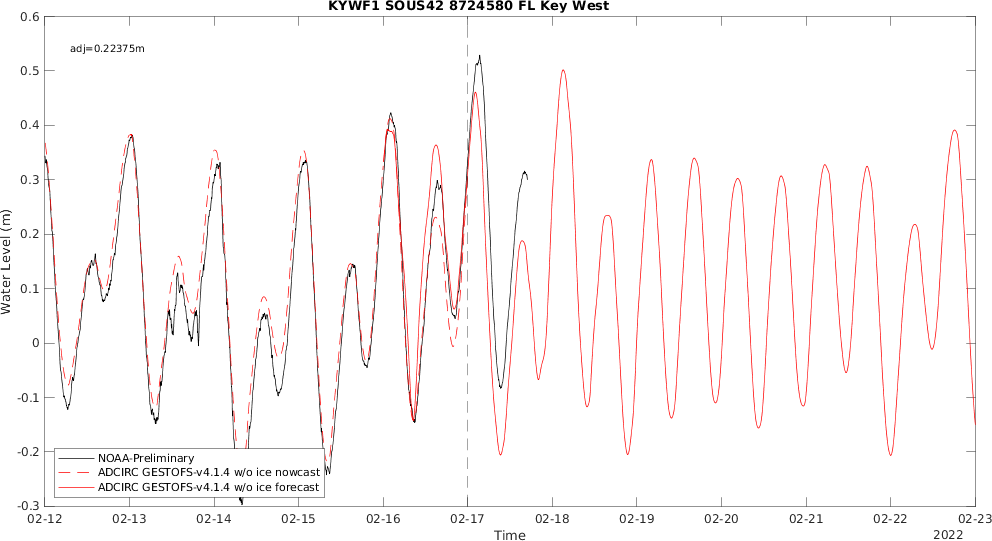 KYWF1 SOUS42 8724580 FL Key West
adj=0.22375m
0.6
0.5
0.4
0.3
0.2
0.1
0
-0.1
-0.2
-0.3
Water Level (m)
NOAA-Preliminary
ADCIRC GESTOFS-v4.1.4 w/o ice nowcast
ADCIRC GESTOFS-v4.1.4 w/o ice forecast
02-12 02-13 02-14 02-15 02-16 02-17 02-18 02-19 02-20 02-21 02-22 02-23
Time
2022